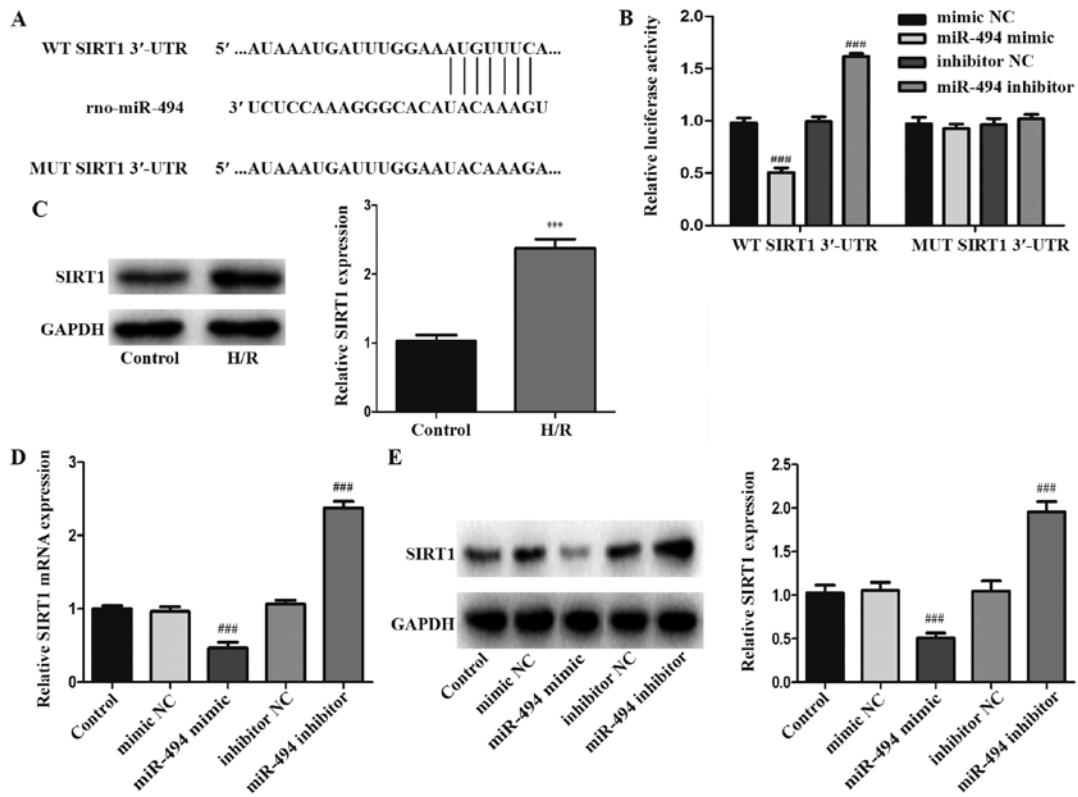 A
WT SIRT1 3′-UTR 5′ ...AUAAAUGAUUUGGAAAUGUUUCA...
rno-miR-494 3′ UCUCCAAAGGGCACAUACAAAGU
MUT SIRT1 3′-UTR 5′ ...AUAAAUGAUUUGGAAUACAAAGA...
B
Relative luciferase activity
2.0
1.5
1.0
0.5
0.0
###
###
mimic NC
miR-494 mimic
inhibitor NC
miR-494 inhibitor
WT SIRT1 3′-UTR
MUT SIRT1 3′-UTR
C
SIRT1
GAPDH
Control
H/R
Relative SIRT1 expression
3
2
1
0
***
Control
H/R
D
Relative SIRT1 mRNA expression
3
2
1
0
###
###
Control
mimic NC
miR-494 mimic
inhibitor NC
miR-494 inhibitor
E
SIRT1
GAPDH
Control
mimic NC
miR-494 mimic
inhibitor NC
miR-494 inhibitor
Relative SIRT1 expression
2.5
2.0
1.5
1.0
0.5
0.0
###
###
Control
mimic NC
miR-494 mimic
inhibitor NC
miR-494 inhibitor